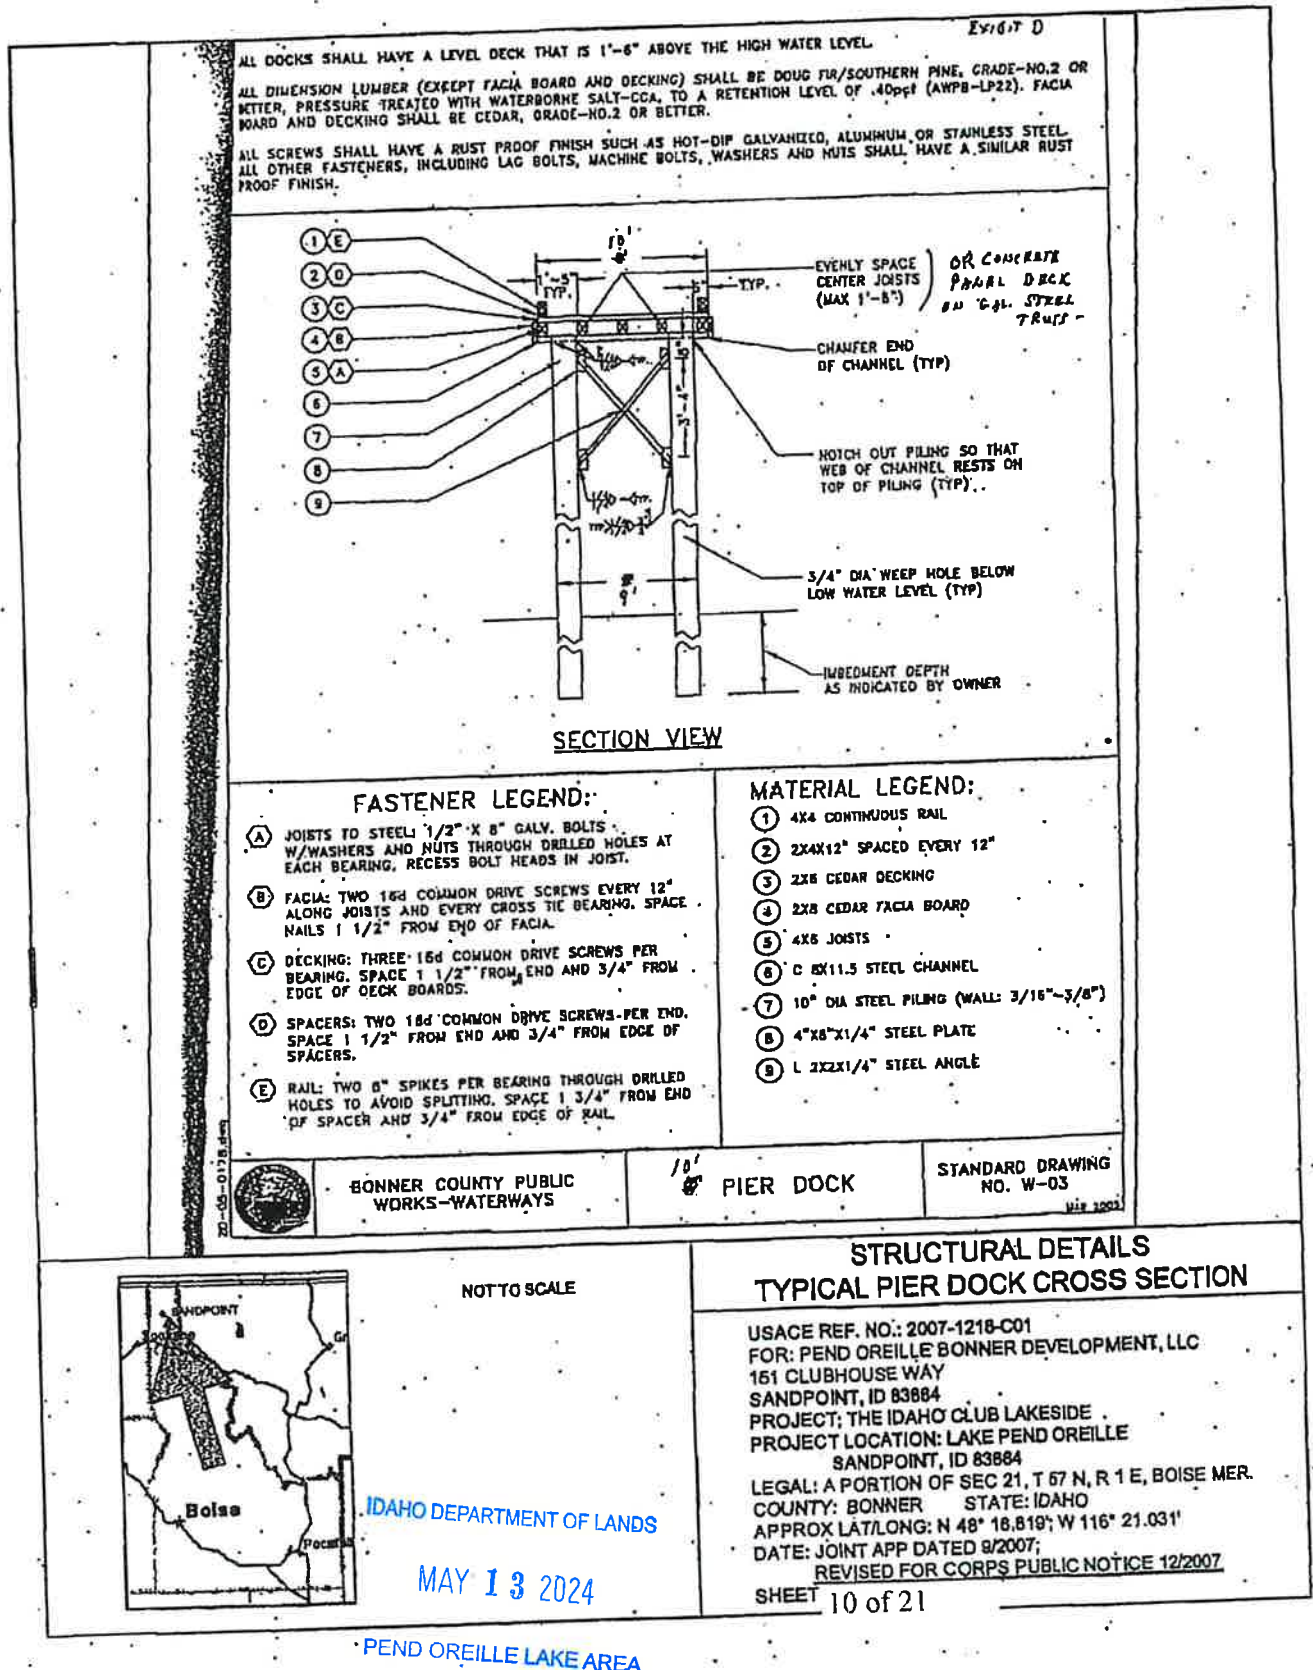 EXIBIT D
ALL DOCKS SHALL HAVE A LEVEL DECK THAT IS 1'-6" ABOVE THE HIGH WATER LEVEL.
ALL DIMENSION LUMBER (EXCEPT FACIA BOARD AND DECKING) SHALL BE DOUG FIR/SOUTHERN PINE, GRADE-NO.2 OR
BETTER, PRESSURE TREATED WITH WATERBORNE SALT-CCA, TO A RETENTION LEVEL OF .40pcf (AWPB-LP22). FACIA
BOARD AND DECKING SHALL BE CEDAR, GRADE-NO.2 OR BETTER.
ALL SCREWS SHALL HAVE A RUST PROOF FINISH SUCH AS HOT-DIP GALVANIZED, ALUMINUM OR STAINLESS STEEL.
ALL OTHER FASTENERS, INCLUDING LAG BOLTS, MACHINE BOLTS, WASHERS AND NUTS SHALL HAVE A SIMILAR RUST
PROOF FINISH.
1 E
2 D
3 C
4 B
5 A
6
7
8
9
10'
1'-5"
TYP.
TYP.
EVENLY SPACE
CENTER JOISTS
(MAX 1'-8")
OR CONCRETE
PANAL DECK
ON GAL. STEEL
TRUSS -
CHAMFER END
OF CHANNEL (TYP)
3'-4"
NOTCH OUT PILING SO THAT
WEB OF CHANNEL RESTS ON
TOP OF PILING (TYP)
3/4" DIA WEEP HOLE BELOW
LOW WATER LEVEL (TYP)
9'
IMBEDMENT DEPTH
AS INDICATED BY OWNER
SECTION VIEW
FASTENER LEGEND:
A JOISTS TO STEEL: 1/2" X 8" GALV. BOLTS
W/WASHERS AND NUTS THROUGH DRILLED HOLES AT
EACH BEARING, RECESS BOLT HEADS IN JOIST.
B FACIA: TWO 16d COMMON DRIVE SCREWS EVERY 12"
ALONG JOISTS AND EVERY CROSS TIE BEARING. SPACE
NAILS 1 1/2" FROM END OF FACIA.
C DECKING: THREE 16d COMMON DRIVE SCREWS PER
BEARING. SPACE 1 1/2" FROM END AND 3/4" FROM
EDGE OF DECK BOARDS.
D SPACERS: TWO 16d COMMON DRIVE SCREWS PER END.
SPACE 1 1/2" FROM END AND 3/4" FROM EDGE OF
SPACERS.
E RAIL: TWO 6" SPIKES PER BEARING THROUGH DRILLED
HOLES TO AVOID SPLITTING. SPACE 1 3/4" FROM END
OF SPACER AND 3/4" FROM EDGE OF RAIL.
MATERIAL LEGEND:
1 4X4 CONTINUOUS RAIL
2 2X4X12" SPACED EVERY 12"
3 2X6 CEDAR DECKING
4 2X8 CEDAR FACIA BOARD
5 4X6 JOISTS
6 C 8X11.5 STEEL CHANNEL
7 10" DIA STEEL PILING (WALL: 3/16"-3/8")
8 4"X8"X1/4" STEEL PLATE
9 L 2X2X1/4" STEEL ANGLE
BONNER COUNTY PUBLIC
WORKS-WATERWAYS
10' PIER DOCK
STANDARD DRAWING
NO. W-03
SANDPOINT
Spokane
Boise
NOT TO SCALE
STRUCTURAL DETAILS
TYPICAL PIER DOCK CROSS SECTION
USACE REF. NO.: 2007-1218-C01
FOR: PEND OREILLE BONNER DEVELOPMENT, LLC
151 CLUBHOUSE WAY
SANDPOINT, ID 83864
PROJECT: THE IDAHO CLUB LAKESIDE
PROJECT LOCATION: LAKE PEND OREILLE
SANDPOINT, ID 83864
LEGAL: A PORTION OF SEC 21, T 57 N, R 1 E, BOISE MER.
COUNTY: BONNER STATE: IDAHO
APPROX LAT/LONG: N 48° 18.819'; W 116° 21.031'
DATE: JOINT APP DATED 9/2007;
REVISED FOR CORPS PUBLIC NOTICE 12/2007
SHEET 10 of 21
IDAHO DEPARTMENT OF LANDS
MAY 13 2024
PEND OREILLE LAKE AREA